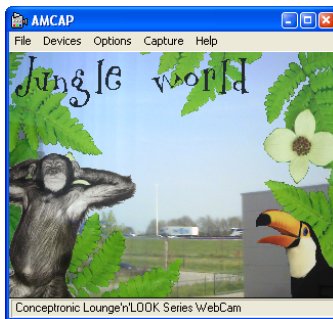 AMCAP
File Devices Options Capture Help
Jungle world
Conceptronic Lounge'n'LOOK Series WebCam